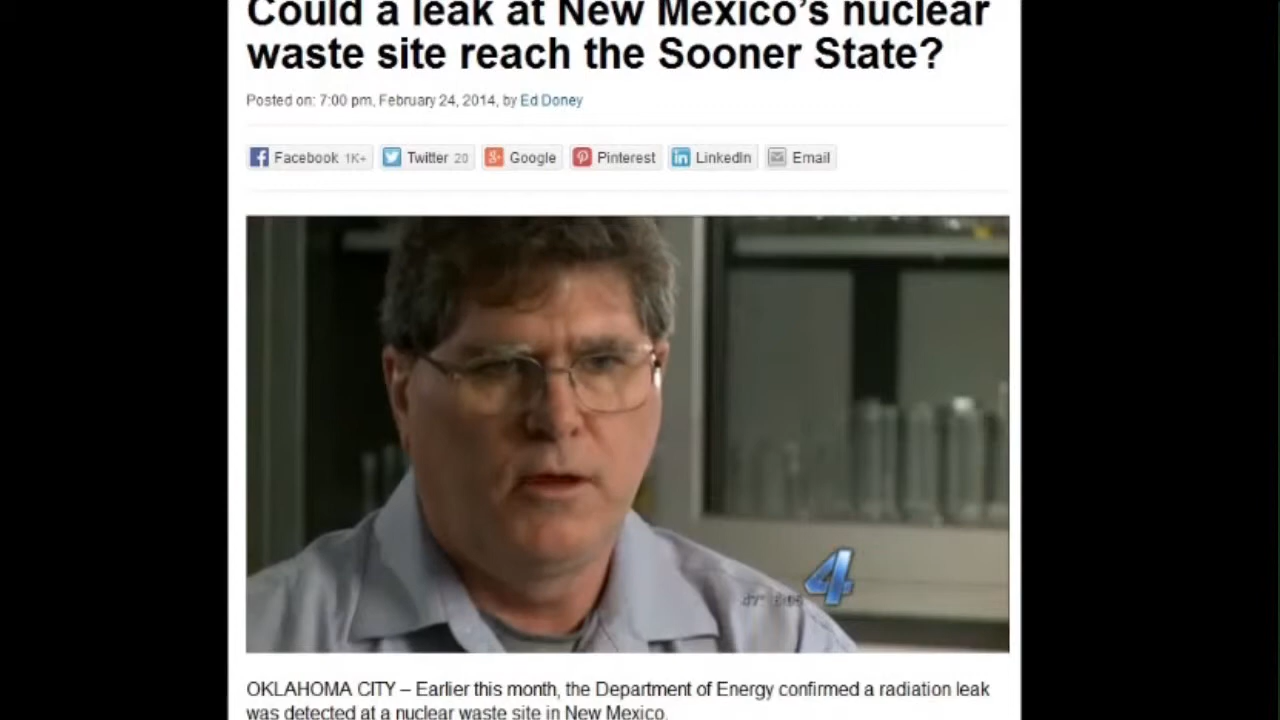 Could a leak at New Mexico's nuclear
waste site reach the Sooner State?
Posted on: 7:00 pm, February 24, 2014, by Ed Doney
Facebook 1K+ Twitter 20 Google Pinterest LinkedIn Email
4
OKLAHOMA CITY – Earlier this month, the Department of Energy confirmed a radiation leak
was detected at a nuclear waste site in New Mexico.